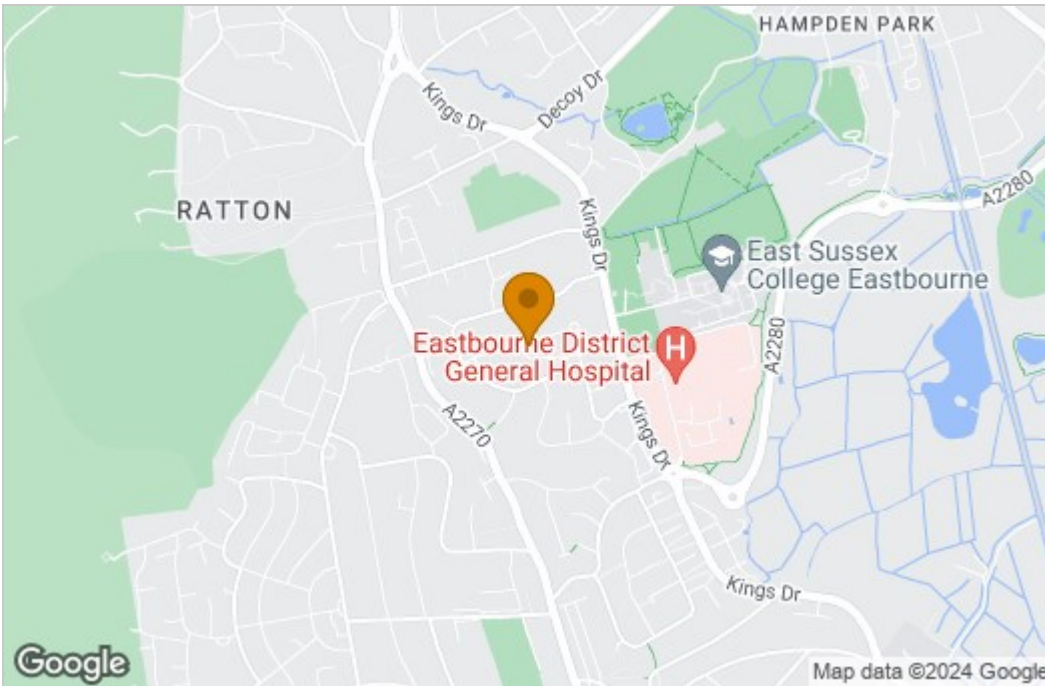 HAMPDEN PARK
Kings Dr
Decoy Dr
A2280
RATTON
Kings Dr
East Sussex
College Eastbourne
A2280
Eastbourne District
General Hospital
H
A2270
Kings Dr
Kings Dr
Google
Map data ©2024 Google